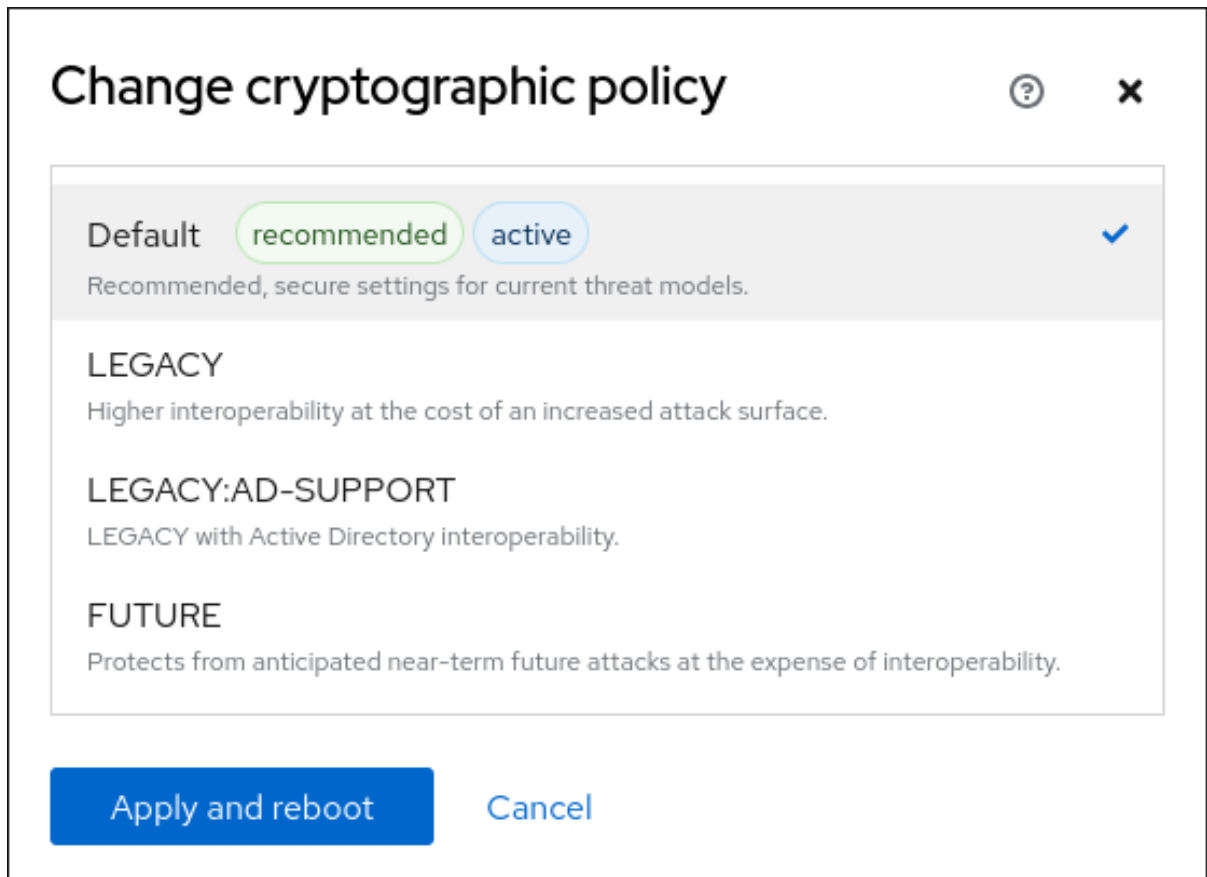 Change cryptographic policy
Default recommended active
Recommended, secure settings for current threat models.
LEGACY
Higher interoperability at the cost of an increased attack surface.
LEGACY:AD-SUPPORT
LEGACY with Active Directory interoperability.
FUTURE
Protects from anticipated near-term future attacks at the expense of interoperability.
Apply and reboot Cancel